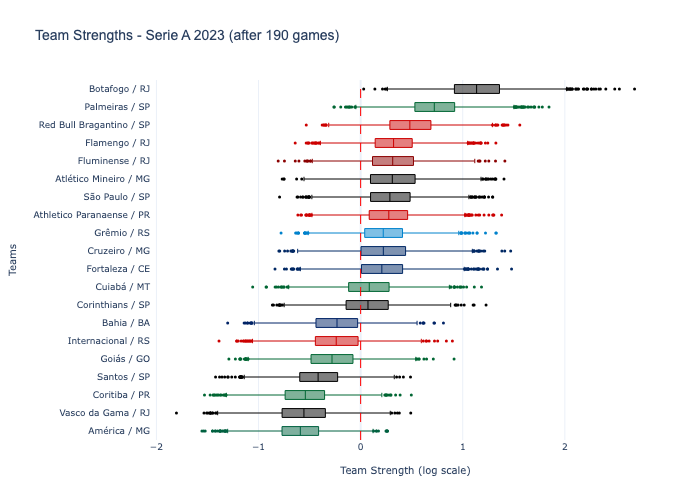 Team Strengths - Serie A 2023 (after 190 games)
Botafogo / RJ
Palmeiras / SP
Red Bull Bragantino / SP
Flamengo / RJ
Fluminense / RJ
Atlético Mineiro / MG
São Paulo / SP
Athletico Paranaense / PR
Grêmio / RS
Cruzeiro / MG
Fortaleza / CE
Cuiabá / MT
Corinthians / SP
Bahia / BA
Internacional / RS
Goiás / GO
Santos / SP
Coritiba / PR
Vasco da Gama / RJ
América / MG
Teams
−2 −1 0 1 2
Team Strength (log scale)